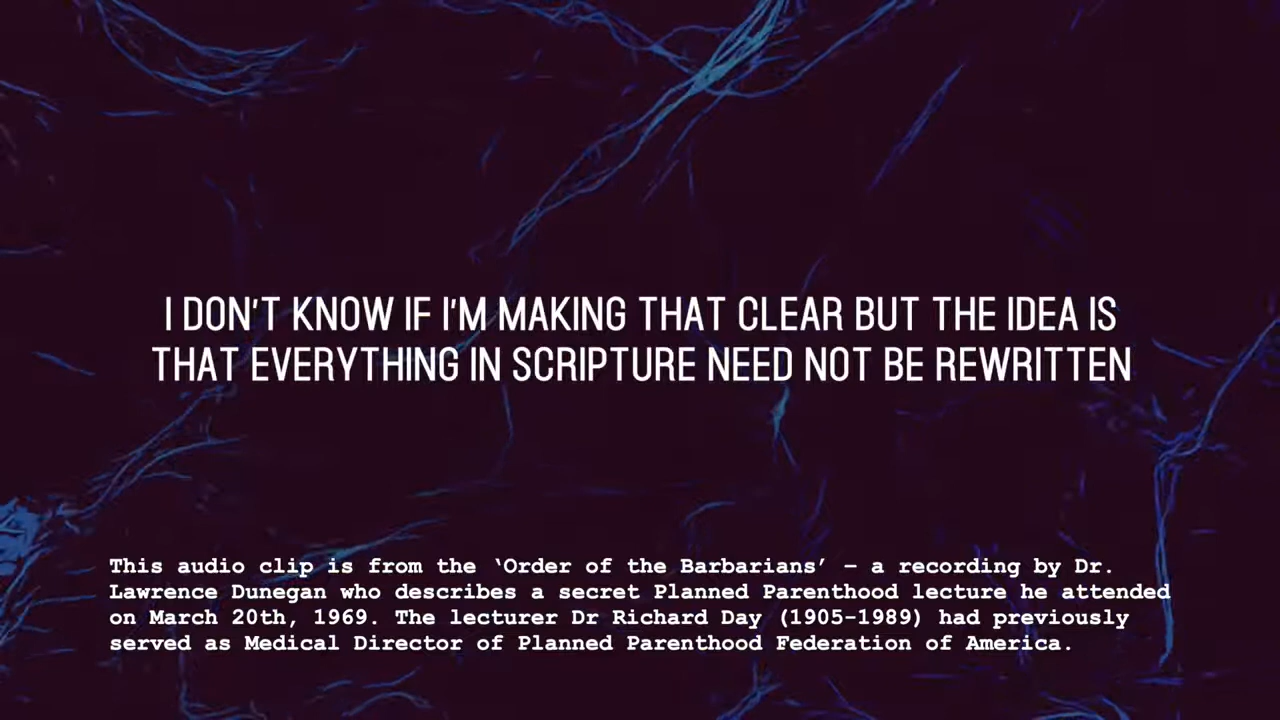 I DON'T KNOW IF I'M MAKING THAT CLEAR BUT THE IDEA IS
THAT EVERYTHING IN SCRIPTURE NEED NOT BE REWRITTEN
This audio clip is from the ‘Order of the Barbarians’ – a recording by Dr.
Lawrence Dunegan who describes a secret Planned Parenthood lecture he attended
on March 20th, 1969. The lecturer Dr Richard Day (1905-1989) had previously
served as Medical Director of Planned Parenthood Federation of America.